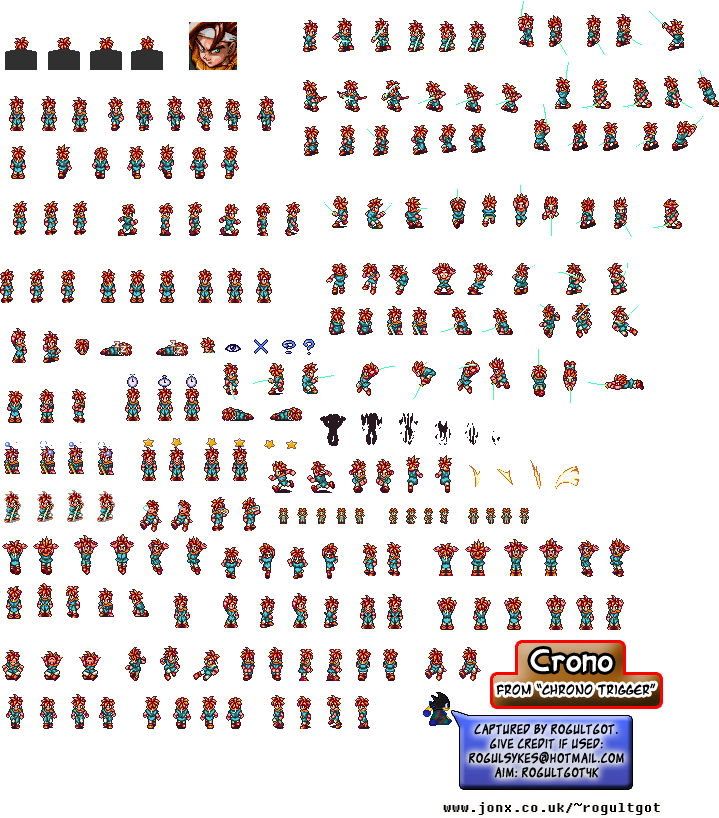 Crono
FROM "CHRONO TRIGGER"
CAPTURED BY ROGULTGOT.
GIVE CREDIT IF USED:
ROGULSYKES@HOTMAIL.COM
AIM: ROGULTGOT4K
www.jonx.co.uk/~rogultgot